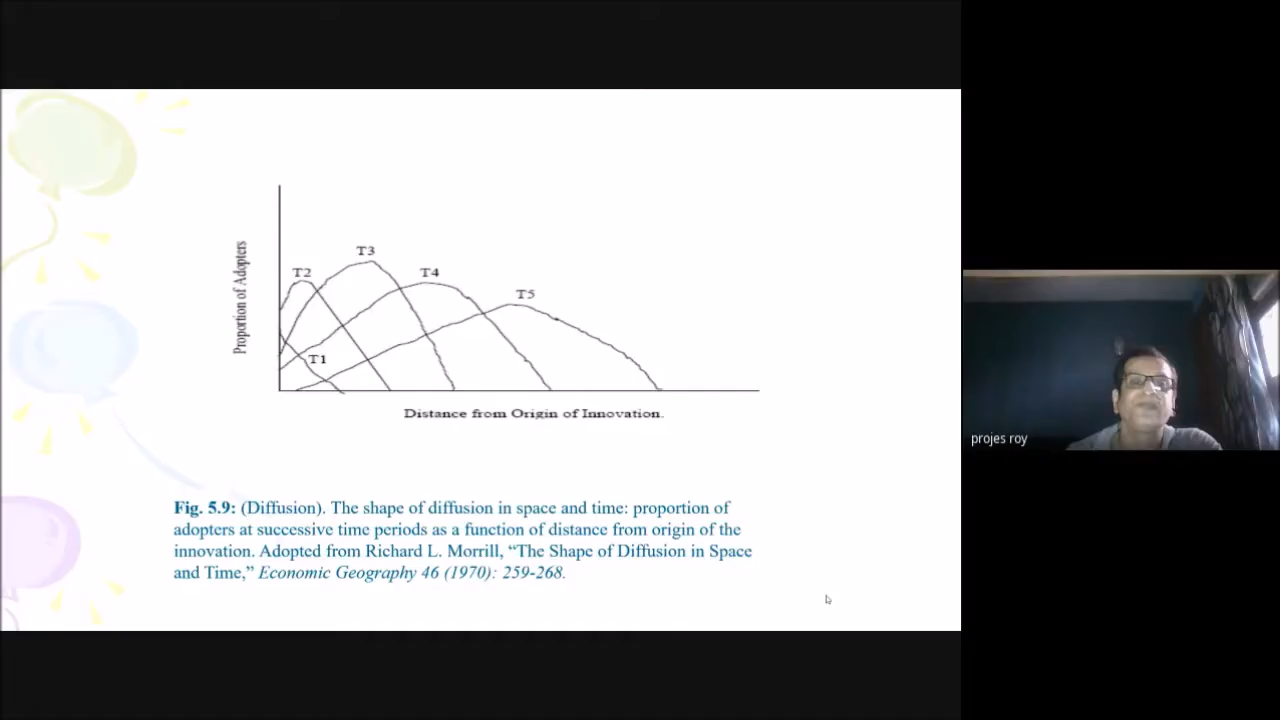 Proportion of Adopters
T3
T2
T4
T5
T1
Distance from Origin of Innovation.
Fig. 5.9: (Diffusion). The shape of diffusion in space and time: proportion of
adopters at successive time periods as a function of distance from origin of the
innovation. Adopted from Richard L. Morrill, “The Shape of Diffusion in Space
and Time,” Economic Geography 46 (1970): 259-268.
projes roy